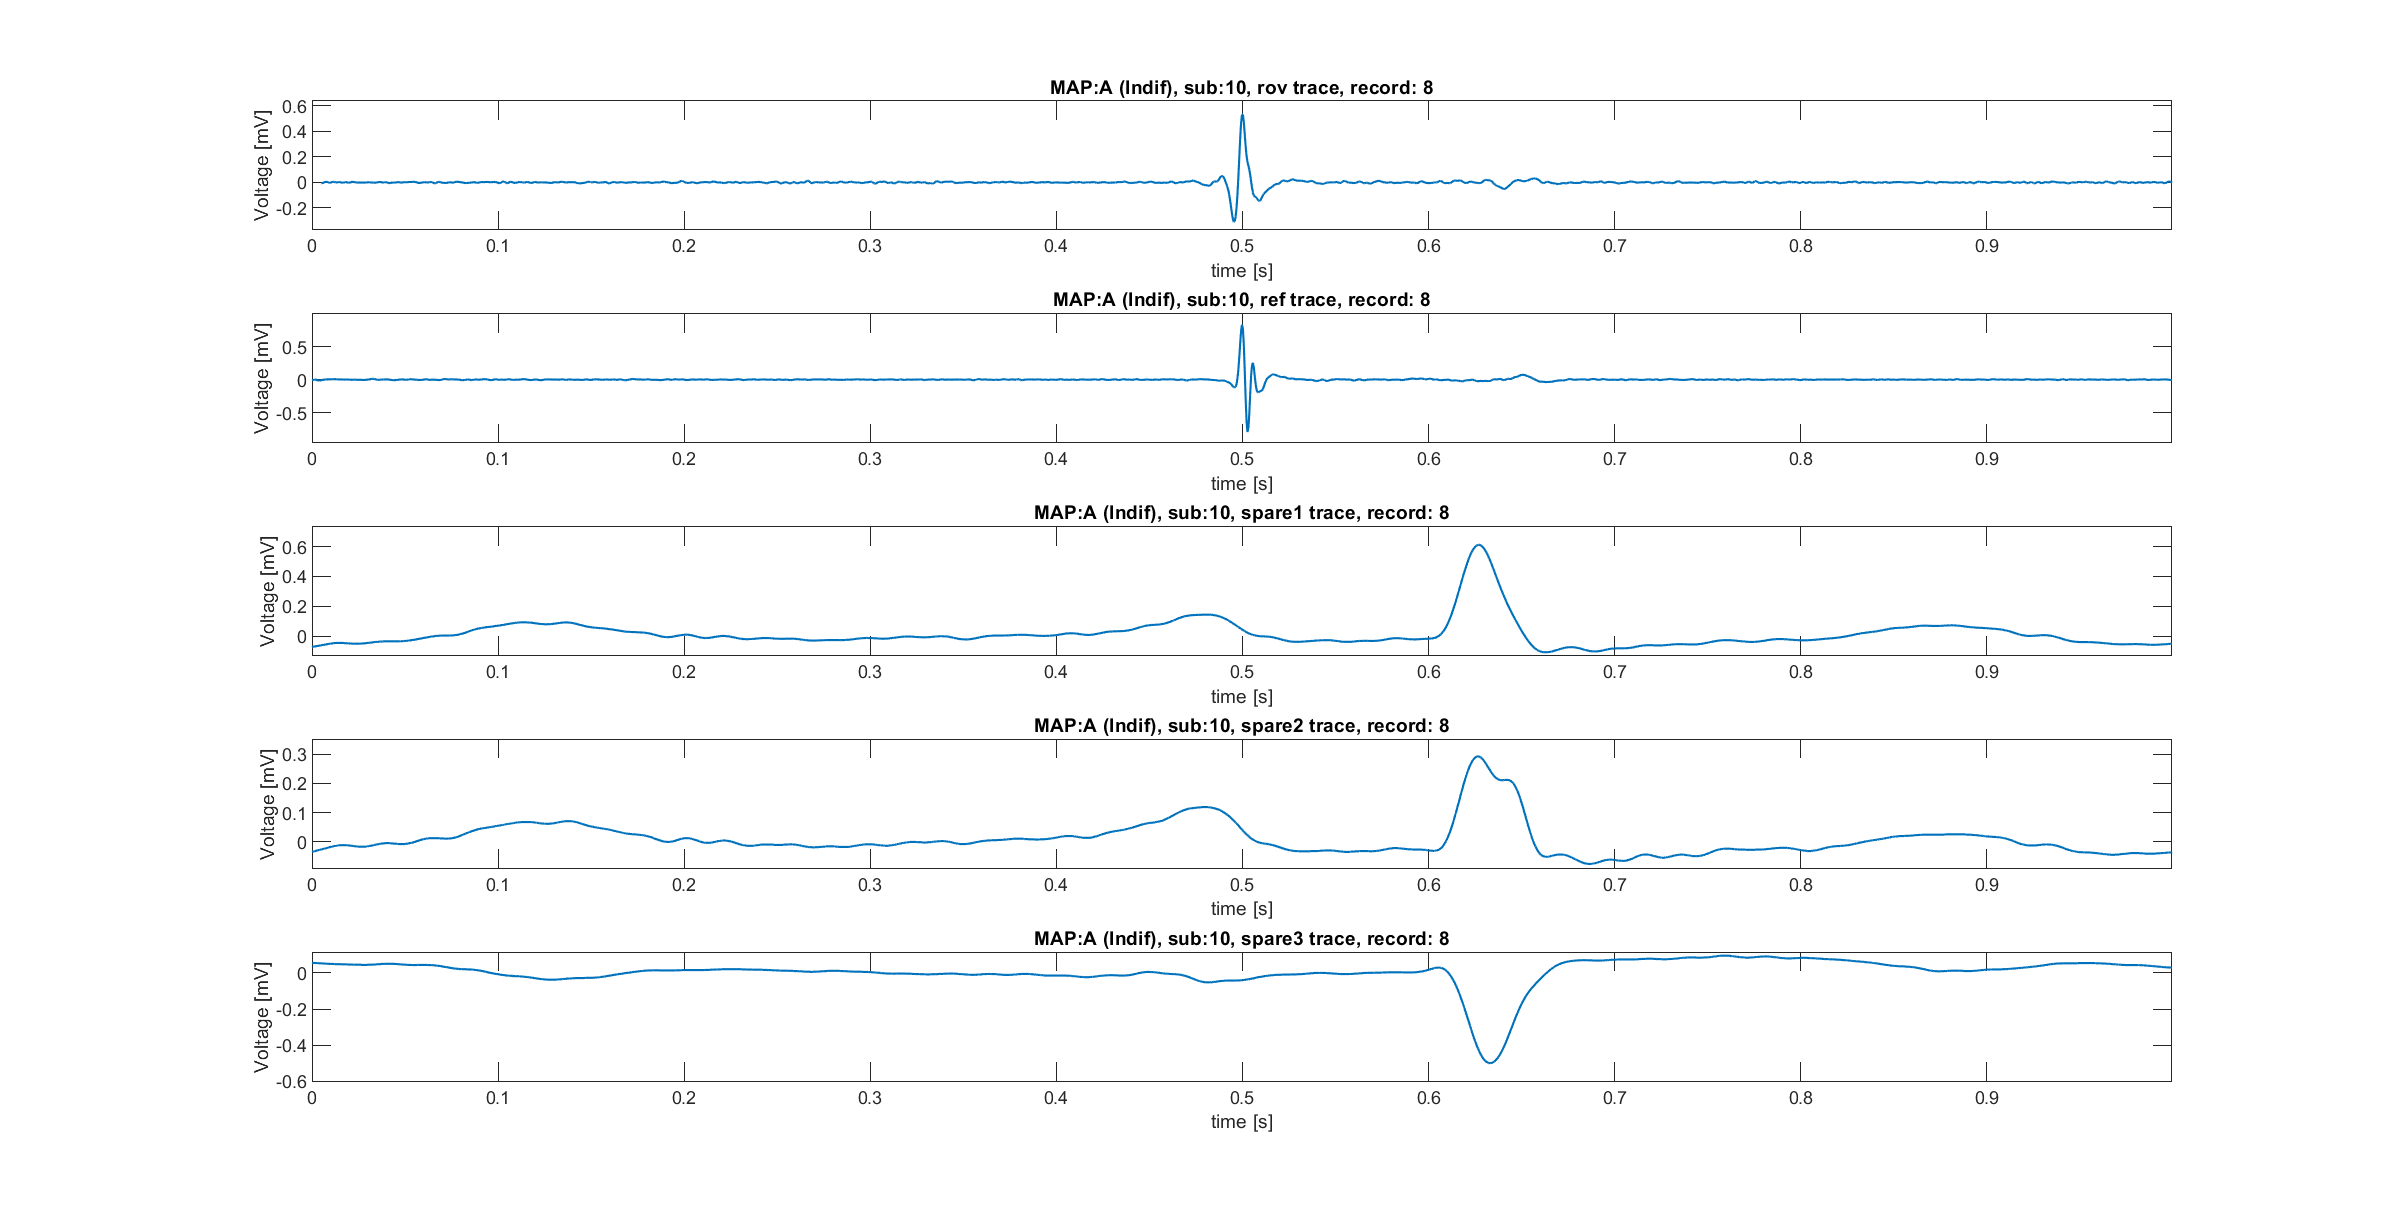 MAP:A (Indif), sub:10, rov trace, record: 8
Voltage [mV]
0.6
0.4
0.2
0
-0.2
0 0.1 0.2 0.3 0.4 0.5 0.6 0.7 0.8 0.9
time [s]
MAP:A (Indif), sub:10, ref trace, record: 8
Voltage [mV]
0.5
0
-0.5
0 0.1 0.2 0.3 0.4 0.5 0.6 0.7 0.8 0.9
time [s]
MAP:A (Indif), sub:10, spare1 trace, record: 8
Voltage [mV]
0.6
0.4
0.2
0
0 0.1 0.2 0.3 0.4 0.5 0.6 0.7 0.8 0.9
time [s]
MAP:A (Indif), sub:10, spare2 trace, record: 8
Voltage [mV]
0.3
0.2
0.1
0
0 0.1 0.2 0.3 0.4 0.5 0.6 0.7 0.8 0.9
time [s]
MAP:A (Indif), sub:10, spare3 trace, record: 8
Voltage [mV]
0
-0.2
-0.4
-0.6
0 0.1 0.2 0.3 0.4 0.5 0.6 0.7 0.8 0.9
time [s]